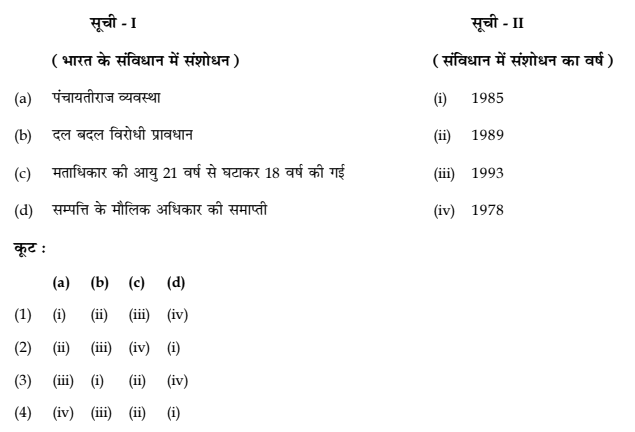 सूची - I सूची - II
( भारत के संविधान में संशोधन ) ( संविधान में संशोधन का वर्ष )
(a) पंचायतीराज व्यवस्था (i) 1985
(b) दल बदल विरोधी प्रावधान (ii) 1989
(c) मताधिकार की आयु 21 वर्ष से घटाकर 18 वर्ष की गई (iii) 1993
(d) सम्पत्ति के मौलिक अधिकार की समाप्ती (iv) 1978
कूट :
(a) (b) (c) (d)
(1) (i) (ii) (iii) (iv)
(2) (ii) (iii) (iv) (i)
(3) (iii) (i) (ii) (iv)
(4) (iv) (iii) (ii) (i)